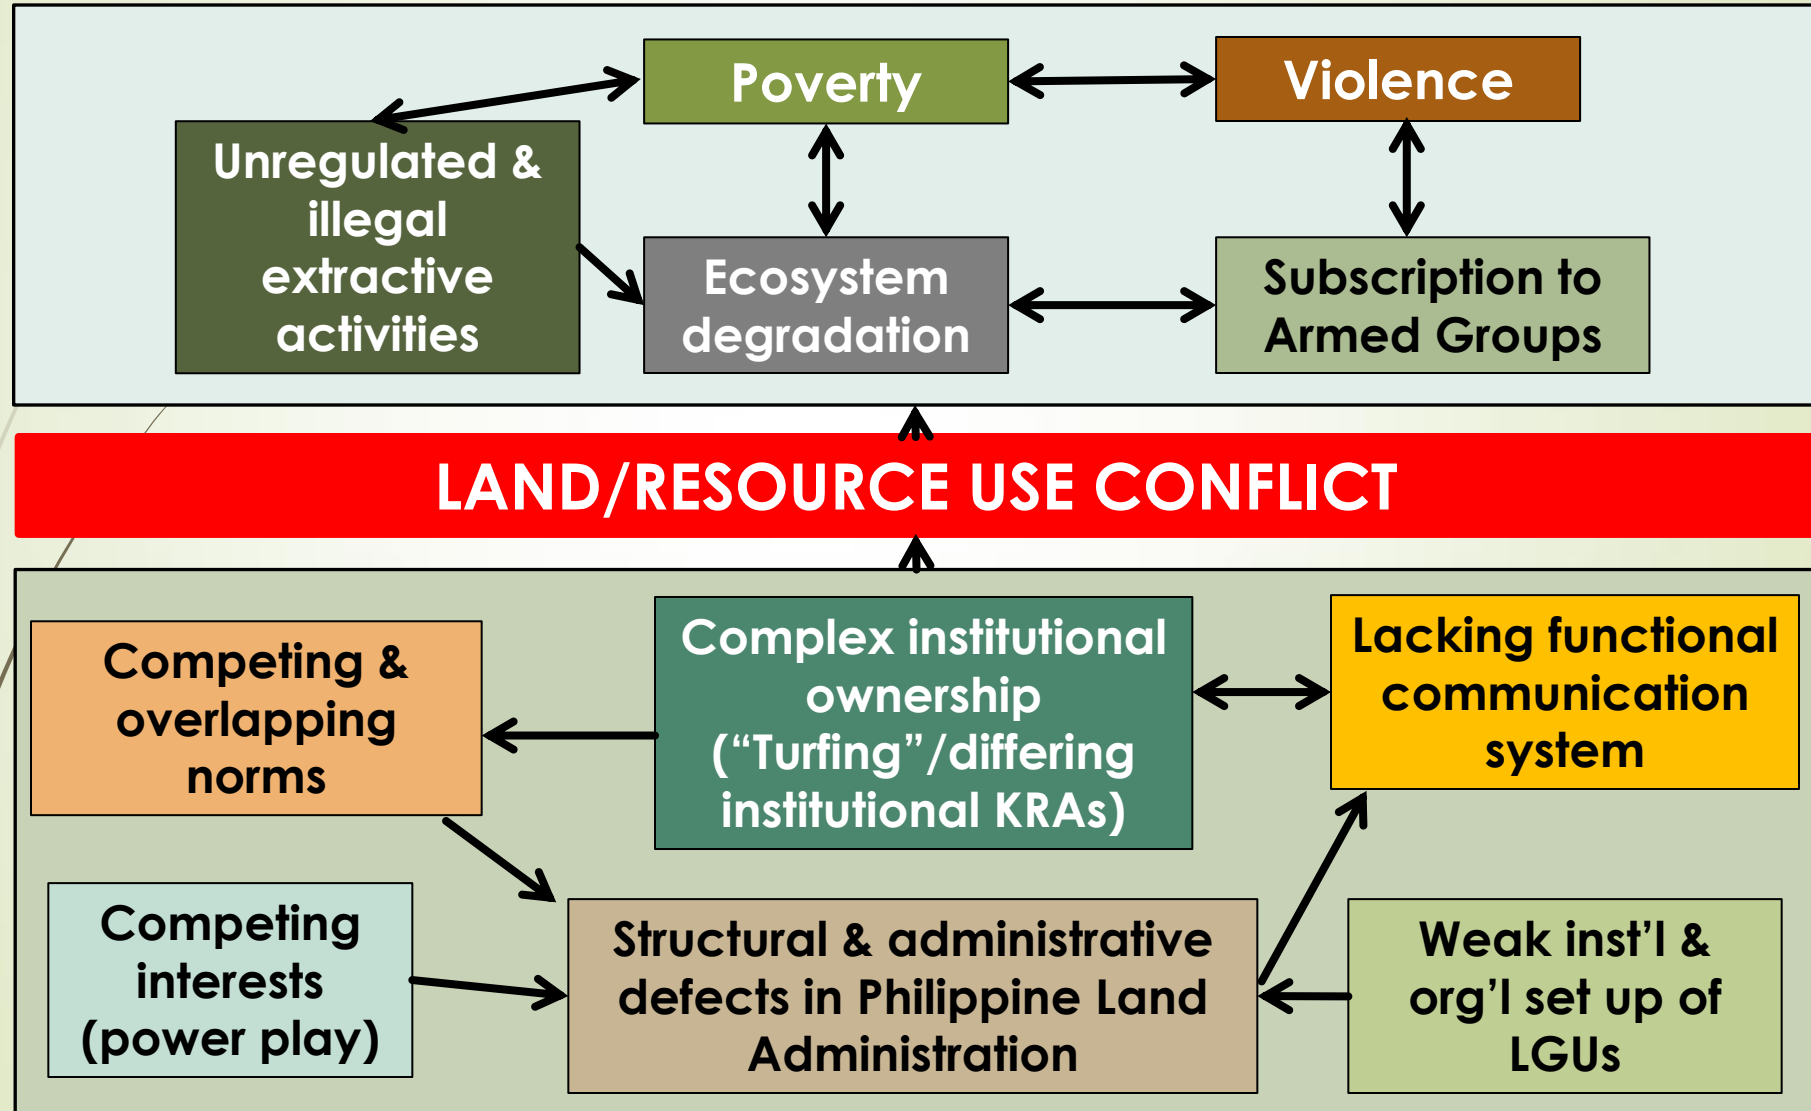 Poverty
Violence
Unregulated &
illegal
extractive
activities
Ecosystem
degradation
Subscription to
Armed Groups
LAND/RESOURCE USE CONFLICT
Competing &
overlapping
norms
Complex institutional
ownership
(“Turfing”/differing
institutional KRAs)
Lacking functional
communication
system
Competing
interests
(power play)
Structural & administrative
defects in Philippine Land
Administration
Weak inst’l &
org’l set up of
LGUs